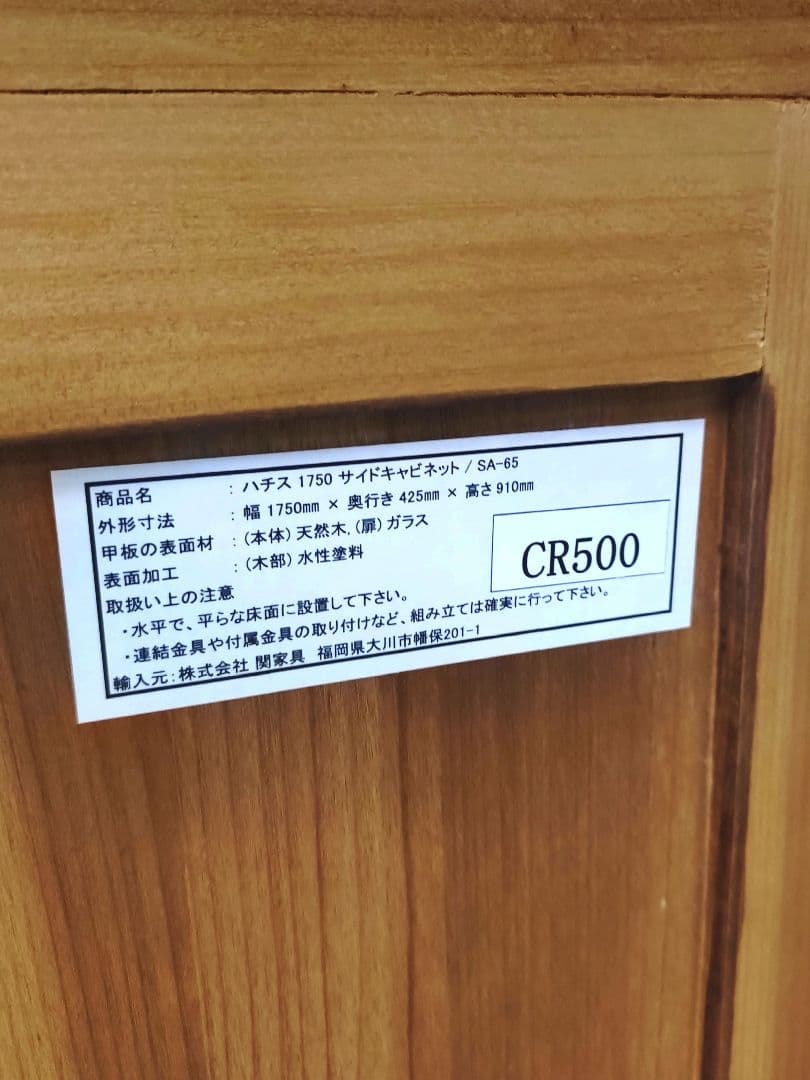 商品名 : ハチス 1750 サイドキャビネット / SA-65
外形寸法 : 幅 1750㎜ × 奥行き 425㎜ × 高さ 910㎜
甲板の表面材 : (本体) 天然木, (扉) ガラス
表面加工 : (木部) 水性塗料
CR500
取扱い上の注意
・水平で、平らな床面に設置して下さい。
・連結金具や付属金具の取り付けなど、組み立ては確実に行って下さい。
輸入元 : 株式会社 関家具 福岡県大川市幡保201-1